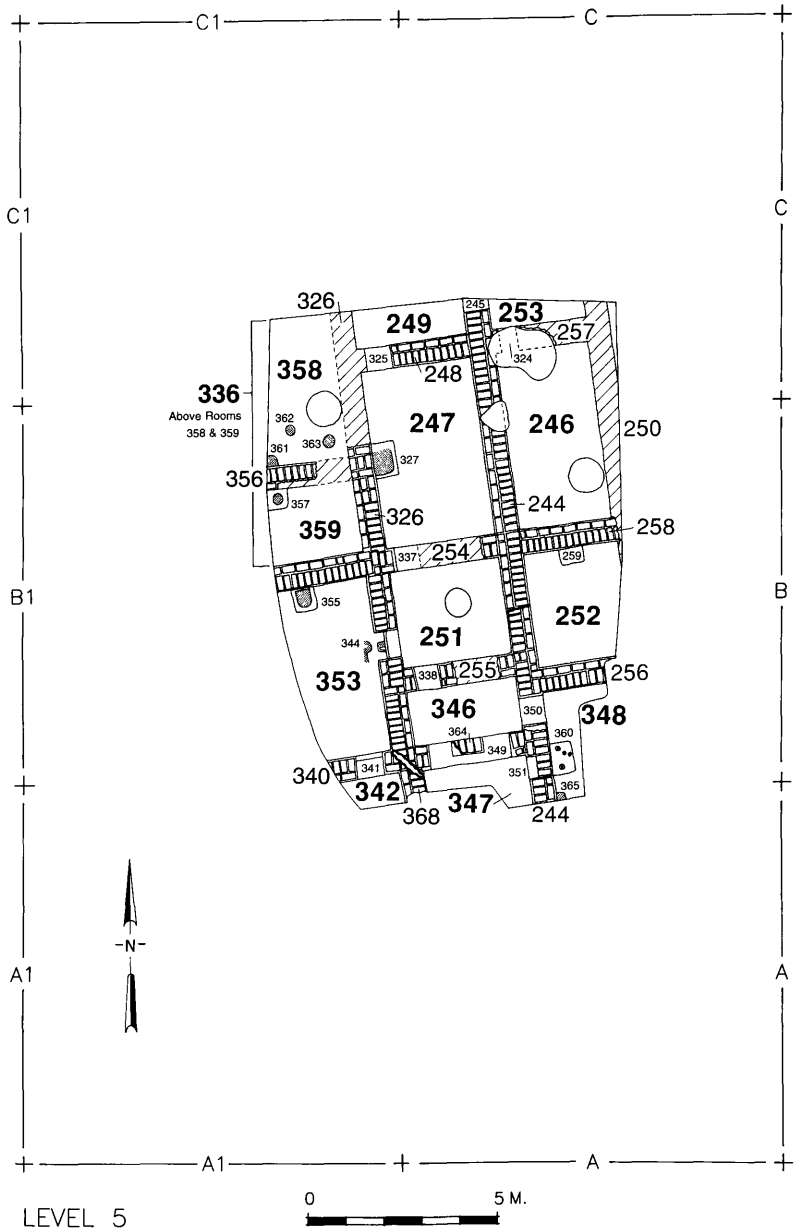 C1 C
C1 C
326 245 253
249 257
325 324
358 248
336
Above Rooms
358 & 359
362 247 246
363 250
361 327
356
357 244
326
359 258
337 254
259
355
B1 B
252
251
344
353 338 255 256
346 350 348
364 360
349
340 341 351
365
342 368 347 244
-N-
A1 A
A1 A
0 5 M.
LEVEL 5